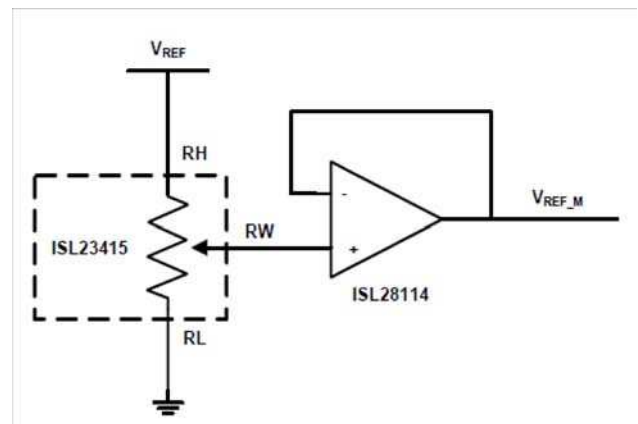 VREF
RH
-
VREF_M
ISL23415
RW
+
ISL28114
RL